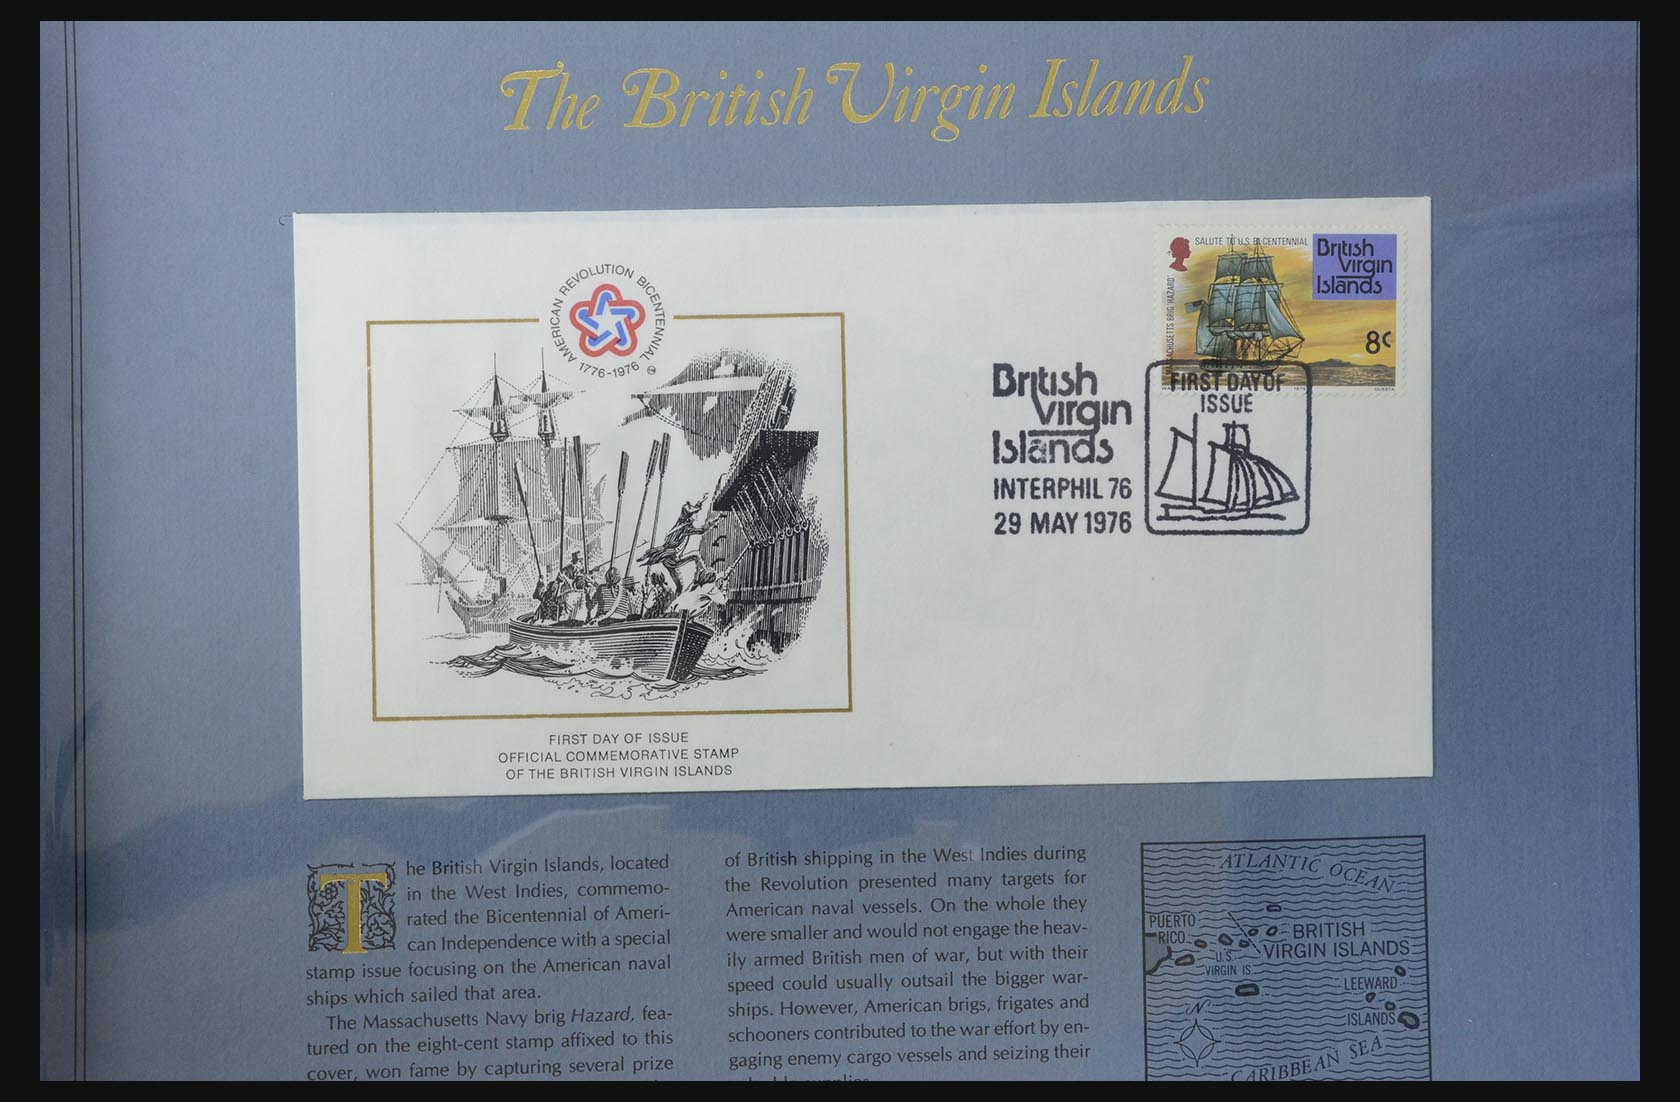 The British Virgin Islands
AMERICAN REVOLUTION BICENTENNIAL
1776-1976
SALUTE TO U.S. BICENTENNIAL
British
Virgin
Islands
MASSACHUSETTS BRIG 'HAZARD'
8c
1976
QUESTA
British
Virgin
Islands
INTERPHIL 76
29 MAY 1976
FIRST DAY OF
ISSUE
FIRST DAY OF ISSUE
OFFICIAL COMMEMORATIVE STAMP
OF THE BRITISH VIRGIN ISLANDS
The British Virgin Islands, located
in the West Indies, commemo-
rated the Bicentennial of Ameri-
can Independence with a special
stamp issue focusing on the American naval
ships which sailed that area.
The Massachusetts Navy brig Hazard, fea-
tured on the eight-cent stamp affixed to this
cover, won fame by capturing several prize
of British shipping in the West Indies during
the Revolution presented many targets for
American naval vessels. On the whole they
were smaller and would not engage the heav-
ily armed British men of war, but with their
speed could usually outsail the bigger war-
ships. However, American brigs, frigates and
schooners contributed to the war effort by en-
gaging enemy cargo vessels and seizing their
ATLANTIC OCEAN
PUERTO
RICO
BRITISH
VIRGIN ISLANDS
U.S.
VIRGIN IS.
LEEWARD
ISLANDS
N
CARIBBEAN SEA